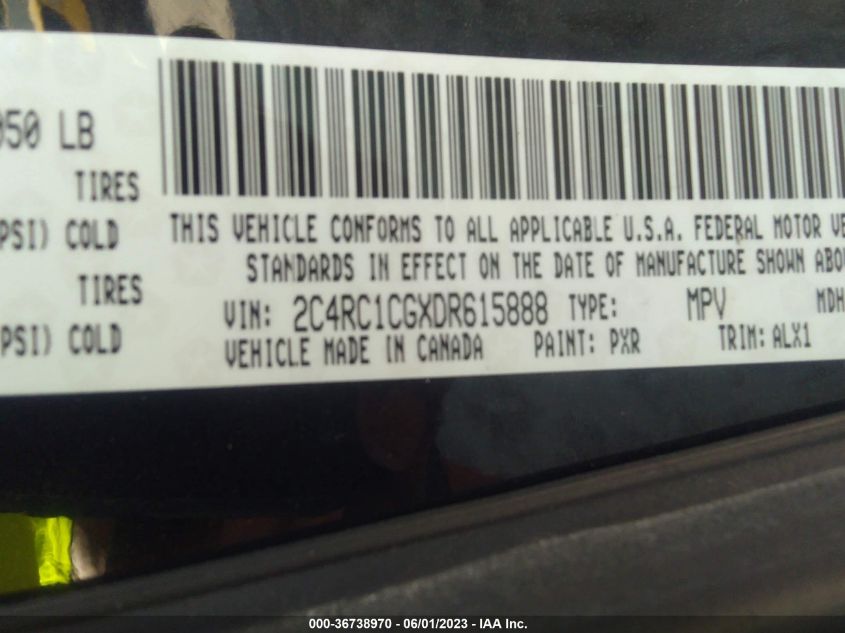 050 LB
TIRES
PSI) COLD
TIRES
PSI) COLD
THIS VEHICLE CONFORMS TO ALL APPLICABLE U.S.A. FEDERAL MOTOR VE
STANDARDS IN EFFECT ON THE DATE OF MANUFACTURE SHOWN ABO
VIN: 2C4RC1CGXDR615888 TYPE: MPV MDH
VEHICLE MADE IN CANADA PAINT: PXR TRIM: ALX1
000-36738970 - 06/01/2023 - IAA Inc.